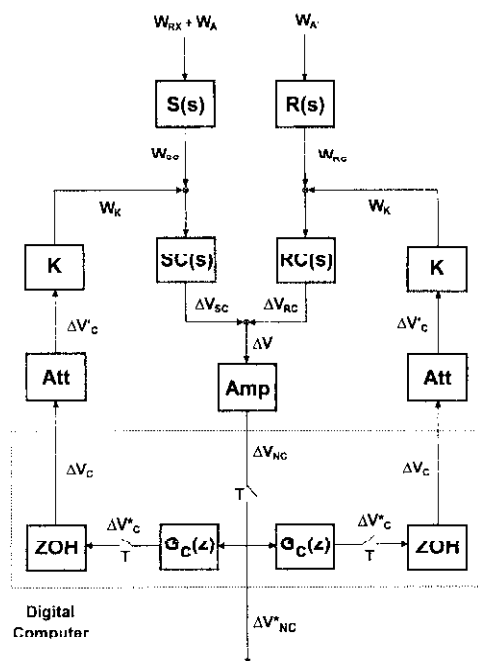 W_RX + W_A
W_A'
S(s)
R(s)
W_RC
W_K
W_K
K
SC(s)
RC(s)
K
ΔV_SC
ΔV_RC
ΔV'_C
ΔV
ΔV'_C
Att
Amp
Att
ΔV_NC
ΔV_C
ΔV_C
T
ΔV*_C
ΔV*_C
ZOH
T
G_C(z)
G_C(z)
T
ZOH
Digital
Computer
ΔV*_NC